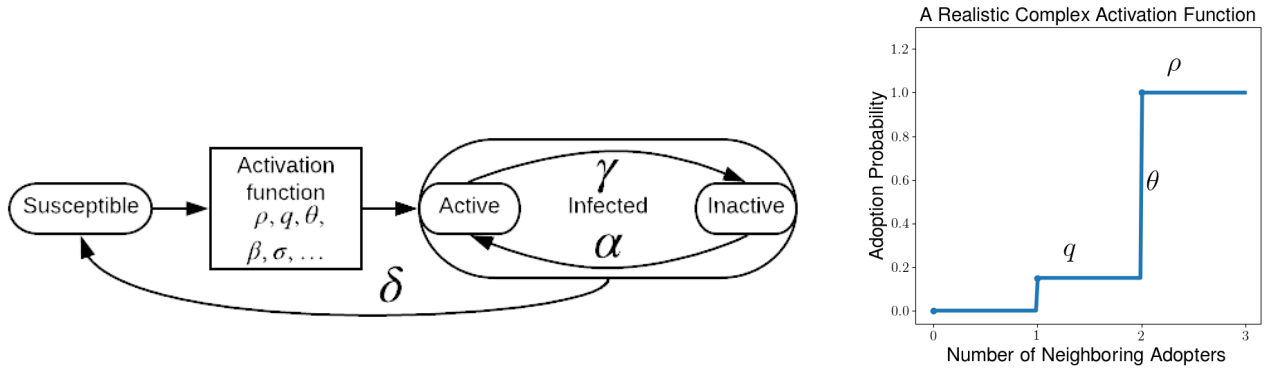 Susceptible
Activation
function
ρ, q, θ,
β, σ, …
Active
γ
Infected
α
Inactive
δ
A Realistic Complex Activation Function
Adoption Probability
1.2
1.0
0.8
0.6
0.4
0.2
0.0
ρ
θ
q
0 1 2 3
Number of Neighboring Adopters